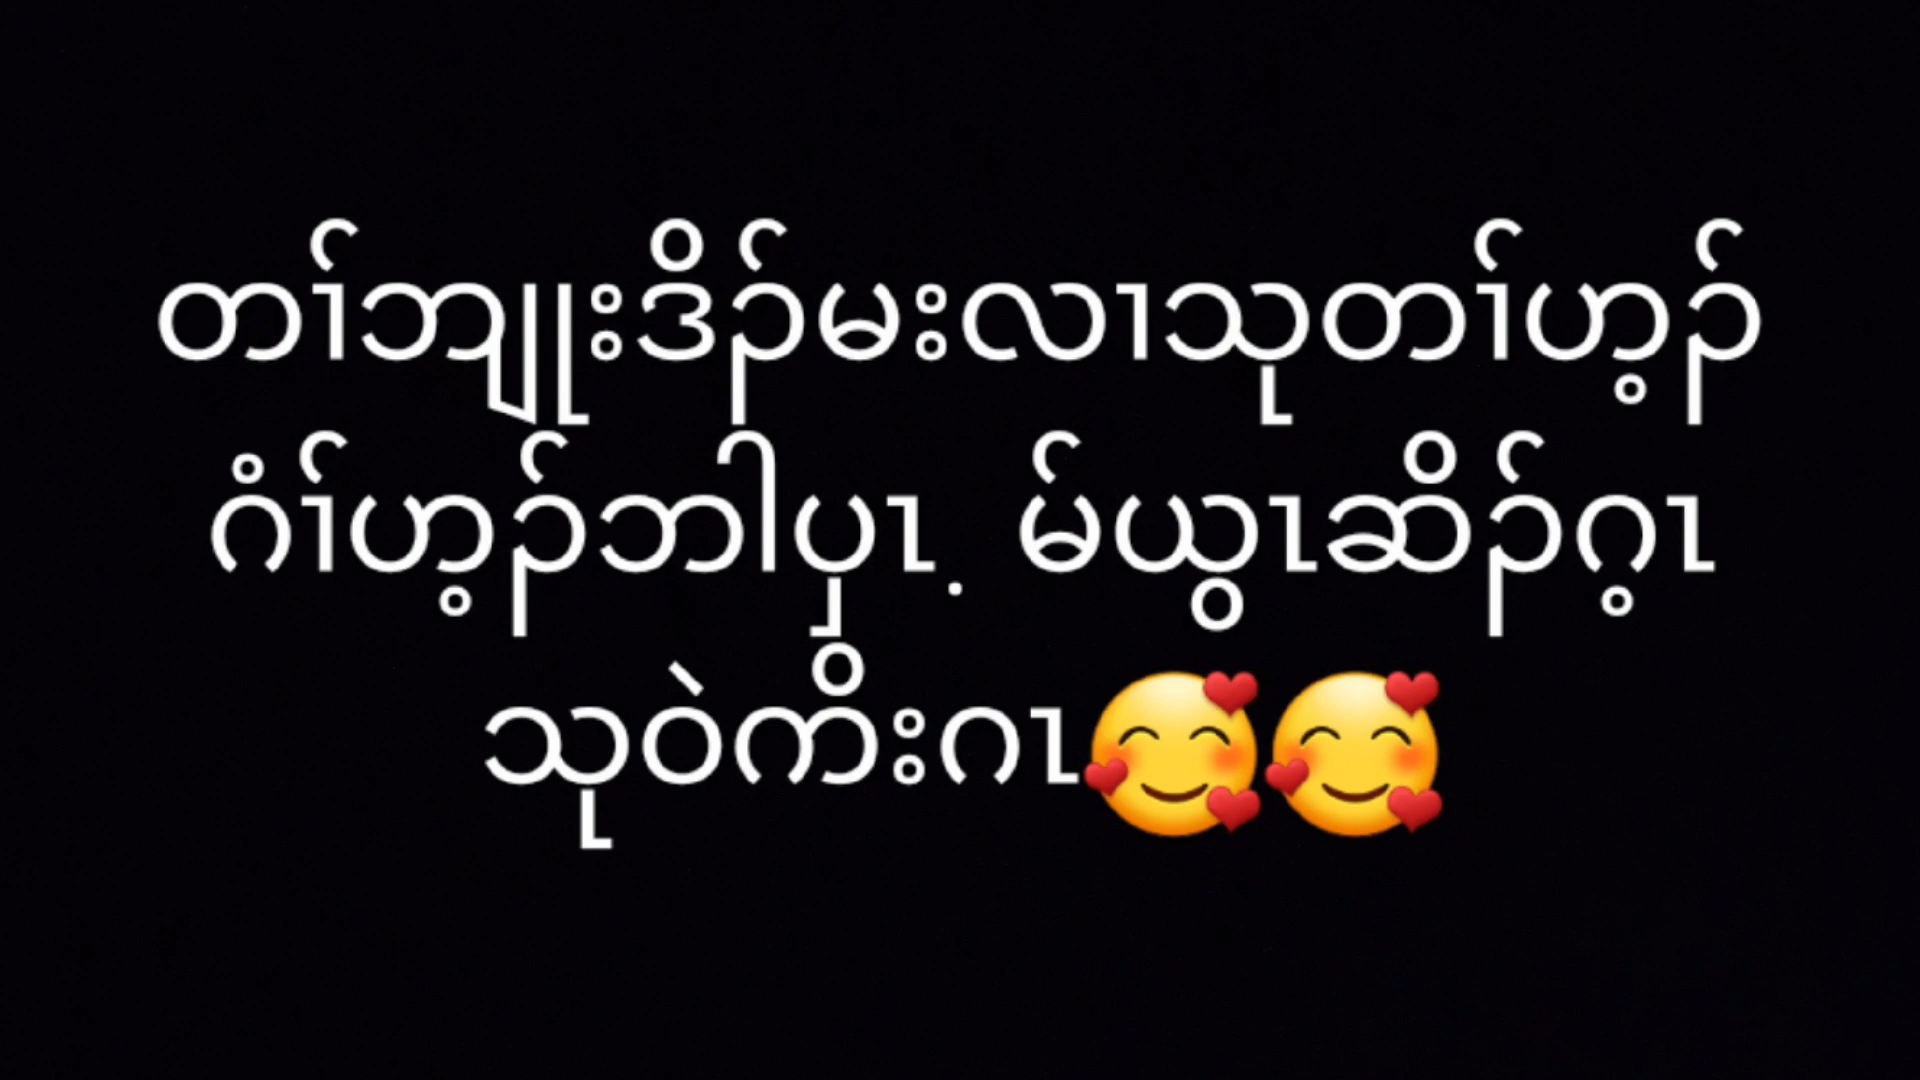 တၢ်ဘျုးဒိၣ်မးလၢသုတၢ်ဟ့ၣ်
ဂံၢ်ဟ့ၣ်ဘါပှၤ. မ်ယွၤဆိၣ်ဂ့ၤ
သုဝဲကိးဂၤ🥰🥰